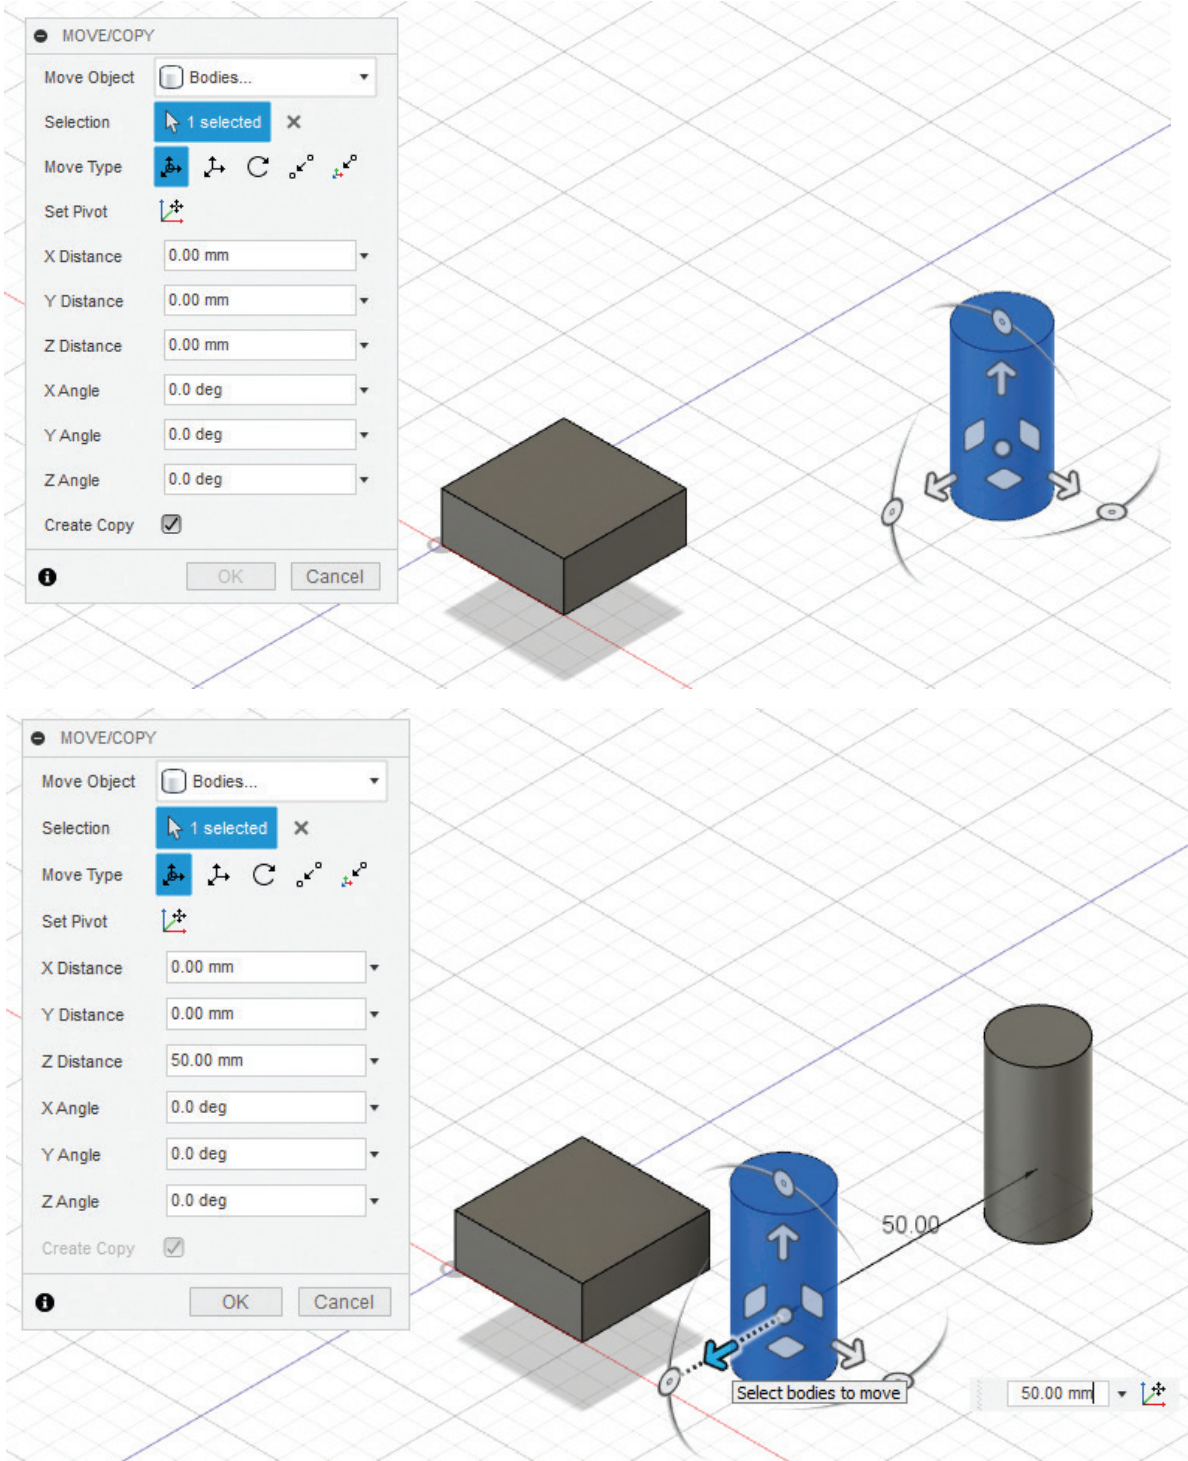 MOVE/COPY
Move Object Bodies...
Selection 1 selected
Move Type
Set Pivot
X Distance 0.00 mm
Y Distance 0.00 mm
Z Distance 0.00 mm
X Angle 0.0 deg
Y Angle 0.0 deg
Z Angle 0.0 deg
Create Copy
OK Cancel
MOVE/COPY
Move Object Bodies...
Selection 1 selected
Move Type
Set Pivot
X Distance 0.00 mm
Y Distance 0.00 mm
Z Distance 50.00 mm
X Angle 0.0 deg
Y Angle 0.0 deg
Z Angle 0.0 deg
Create Copy
OK Cancel
50.00
Select bodies to move
50.00 mm